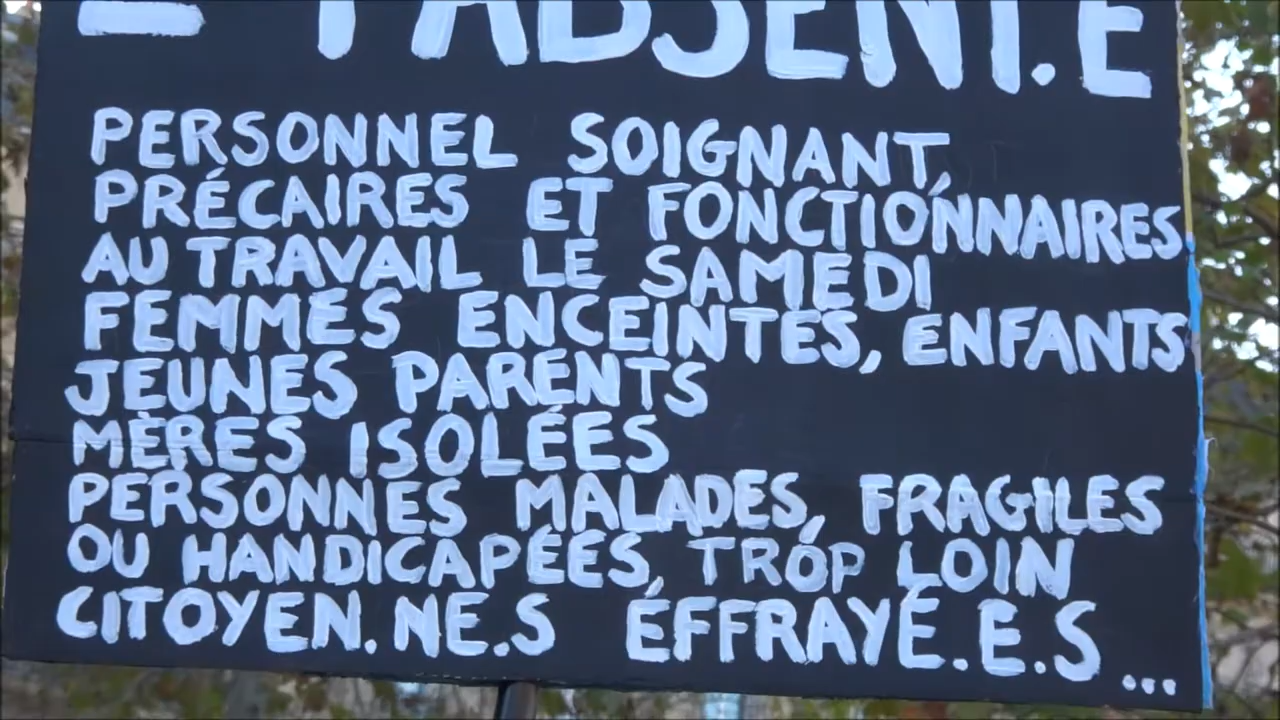 L'ABSENT.E
PERSONNEL SOIGNANT,
PRÉCAIRES ET FONCTIONNAIRES
AU TRAVAIL LE SAMEDI
FEMMES ENCEINTES, ENFANTS
JEUNES PARENTS
MÈRES ISOLÉES
PERSONNES MALADES, FRAGILES
OU HANDICAPÉES, TROP LOIN
CITOYEN.NE.S ÉFFRAYÉ.E.S...